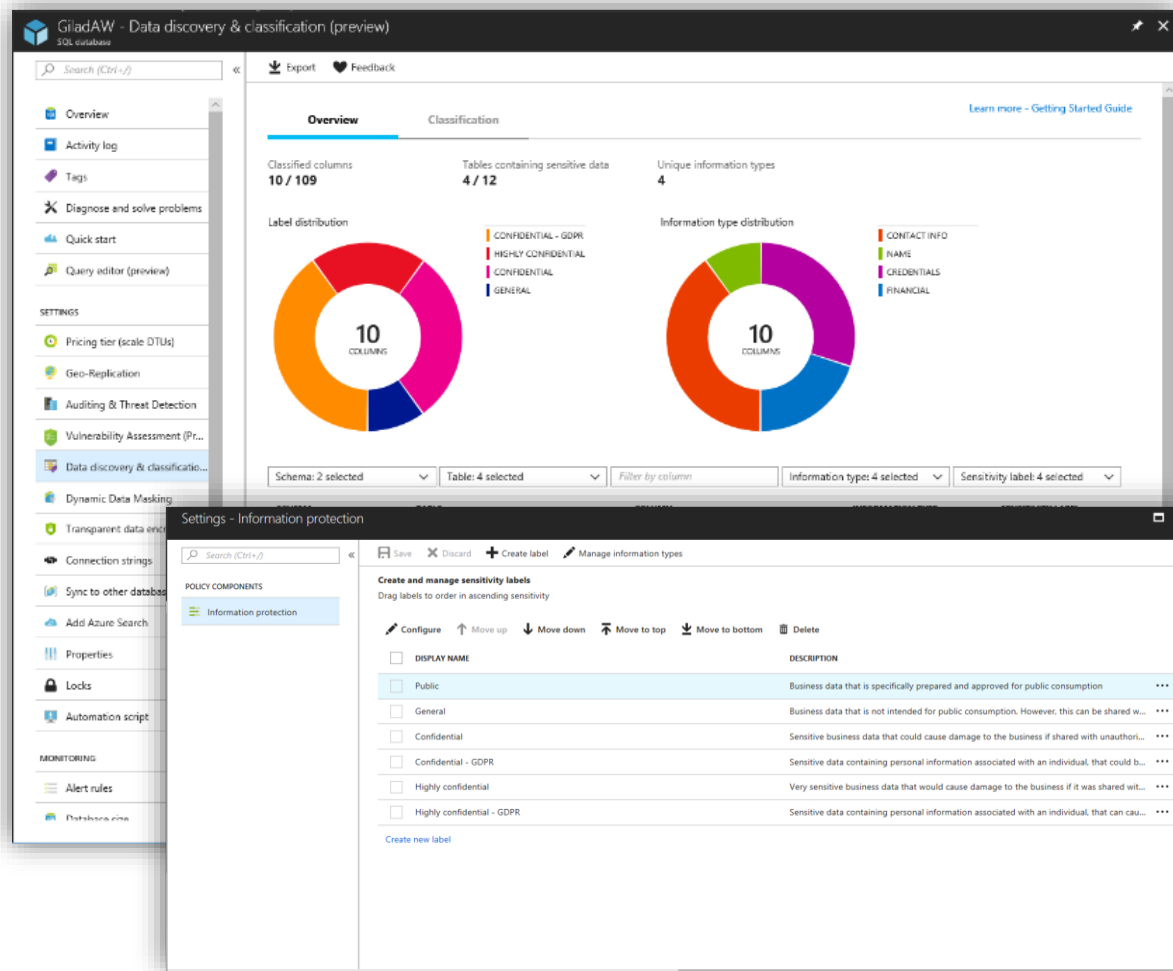 GiladAW - Data discovery & classification (preview)
SQL database
Search (Ctrl+/)
«
Export Feedback
Overview
Activity log
Tags
Diagnose and solve problems
Quick start
Query editor (preview)
SETTINGS
Pricing tier (scale DTUs)
Geo-Replication
Auditing & Threat Detection
Vulnerability Assessment (Pr...
Data discovery & classificatio...
Dynamic Data Masking
Transparent data encr
Connection strings
Sync to other databas
Add Azure Search
Properties
Locks
Automation script
MONITORING
Alert rules
Database size
Learn more - Getting Started Guide
Overview Classification
Classified columns Tables containing sensitive data Unique information types
10 / 109 4 / 12 4
Label distribution
CONFIDENTIAL - GDPR
HIGHLY CONFIDENTIAL
CONFIDENTIAL
GENERAL
10
COLUMNS
Information type distribution
CONTACT INFO
NAME
CREDENTIALS
FINANCIAL
10
COLUMNS
Schema: 2 selected Table: 4 selected Filter by column Information type: 4 selected Sensitivity label: 4 selected
Settings - Information protection
Search (Ctrl+/)
«
POLICY COMPONENTS
Information protection
Save Discard Create label Manage information types
Create and manage sensitivity labels
Drag labels to order in ascending sensitivity
Configure Move up Move down Move to top Move to bottom Delete
DISPLAY NAME DESCRIPTION
Public Business data that is specifically prepared and approved for public consumption
General Business data that is not intended for public consumption. However, this can be shared w...
Confidential Sensitive business data that could cause damage to the business if shared with unauthori...
Confidential - GDPR Sensitive data containing personal information associated with an individual, that could b...
Highly confidential Very sensitive business data that would cause damage to the business if it was shared wit...
Highly confidential - GDPR Sensitive data containing personal information associated with an individual, that can cau...
Create new label